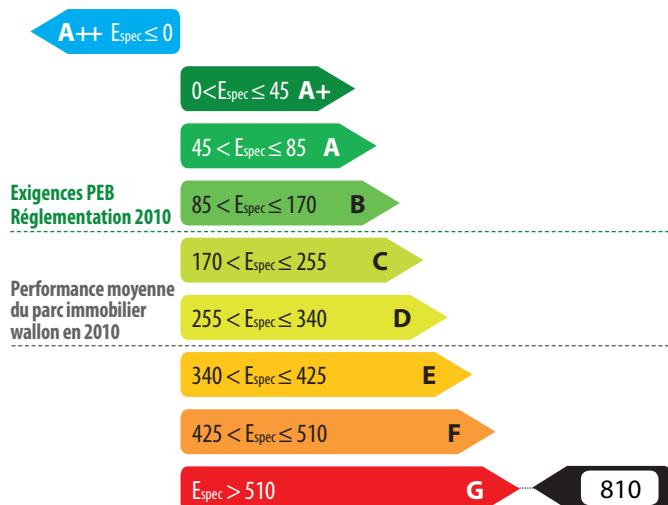 A++ Espec ≤ 0
0<Espec ≤ 45 A+
45 < Espec ≤ 85 A
Exigences PEB
Réglementation 2010
85 < Espec ≤ 170 B
170 < Espec ≤ 255 C
Performance moyenne
du parc immobilier
wallon en 2010
255 < Espec ≤ 340 D
340 < Espec ≤ 425 E
425 < Espec ≤ 510 F
Espec > 510 G
810